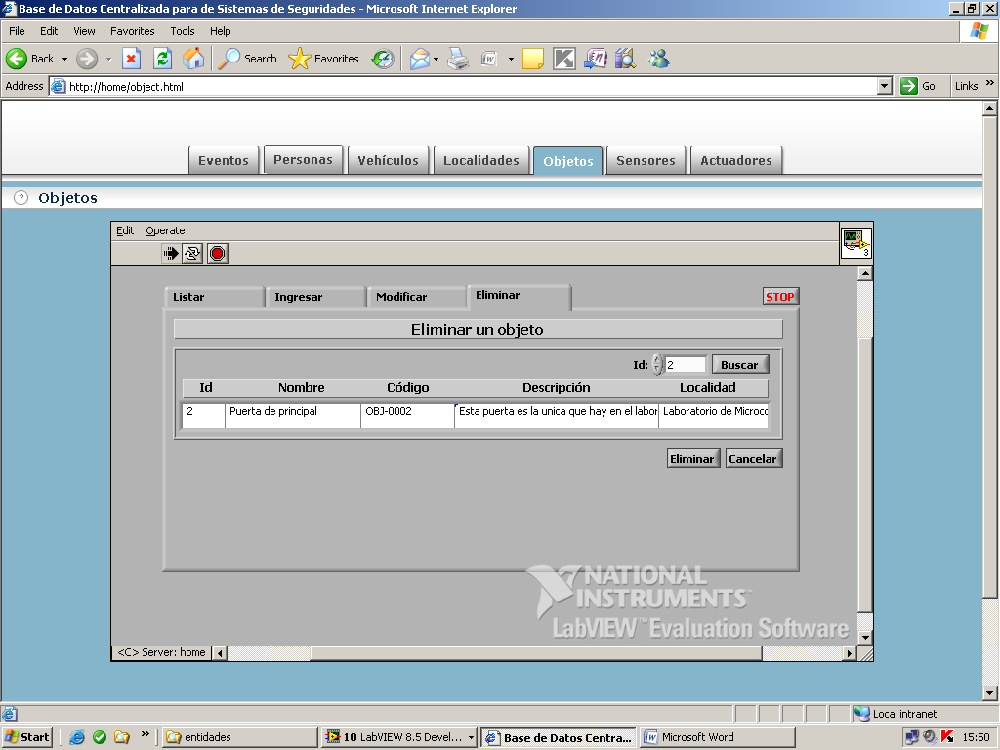 Base de Datos Centralizada para de Sistemas de Seguridades - Microsoft Internet Explorer
File Edit View Favorites Tools Help
Back Search Favorites
Address http://home/object.html Go Links »
Eventos Personas Vehículos Localidades Objetos Sensores Actuadores
? Objetos
Edit Operate
3
Listar Ingresar Modificar Eliminar STOP
Eliminar un objeto
Id: 2 Buscar
Id Nombre Código Descripción Localidad
2 Puerta de principal OBJ-0002 Esta puerta es la unica que hay en el labor Laboratorio de Microco
Eliminar Cancelar
NATIONAL
INSTRUMENTS™
LabVIEW™ Evaluation Software
<C> Server: home
Local intranet
Start » entidades 10 LabVIEW 8.5 Devel... Base de Datos Centra... Microsoft Word 15:50